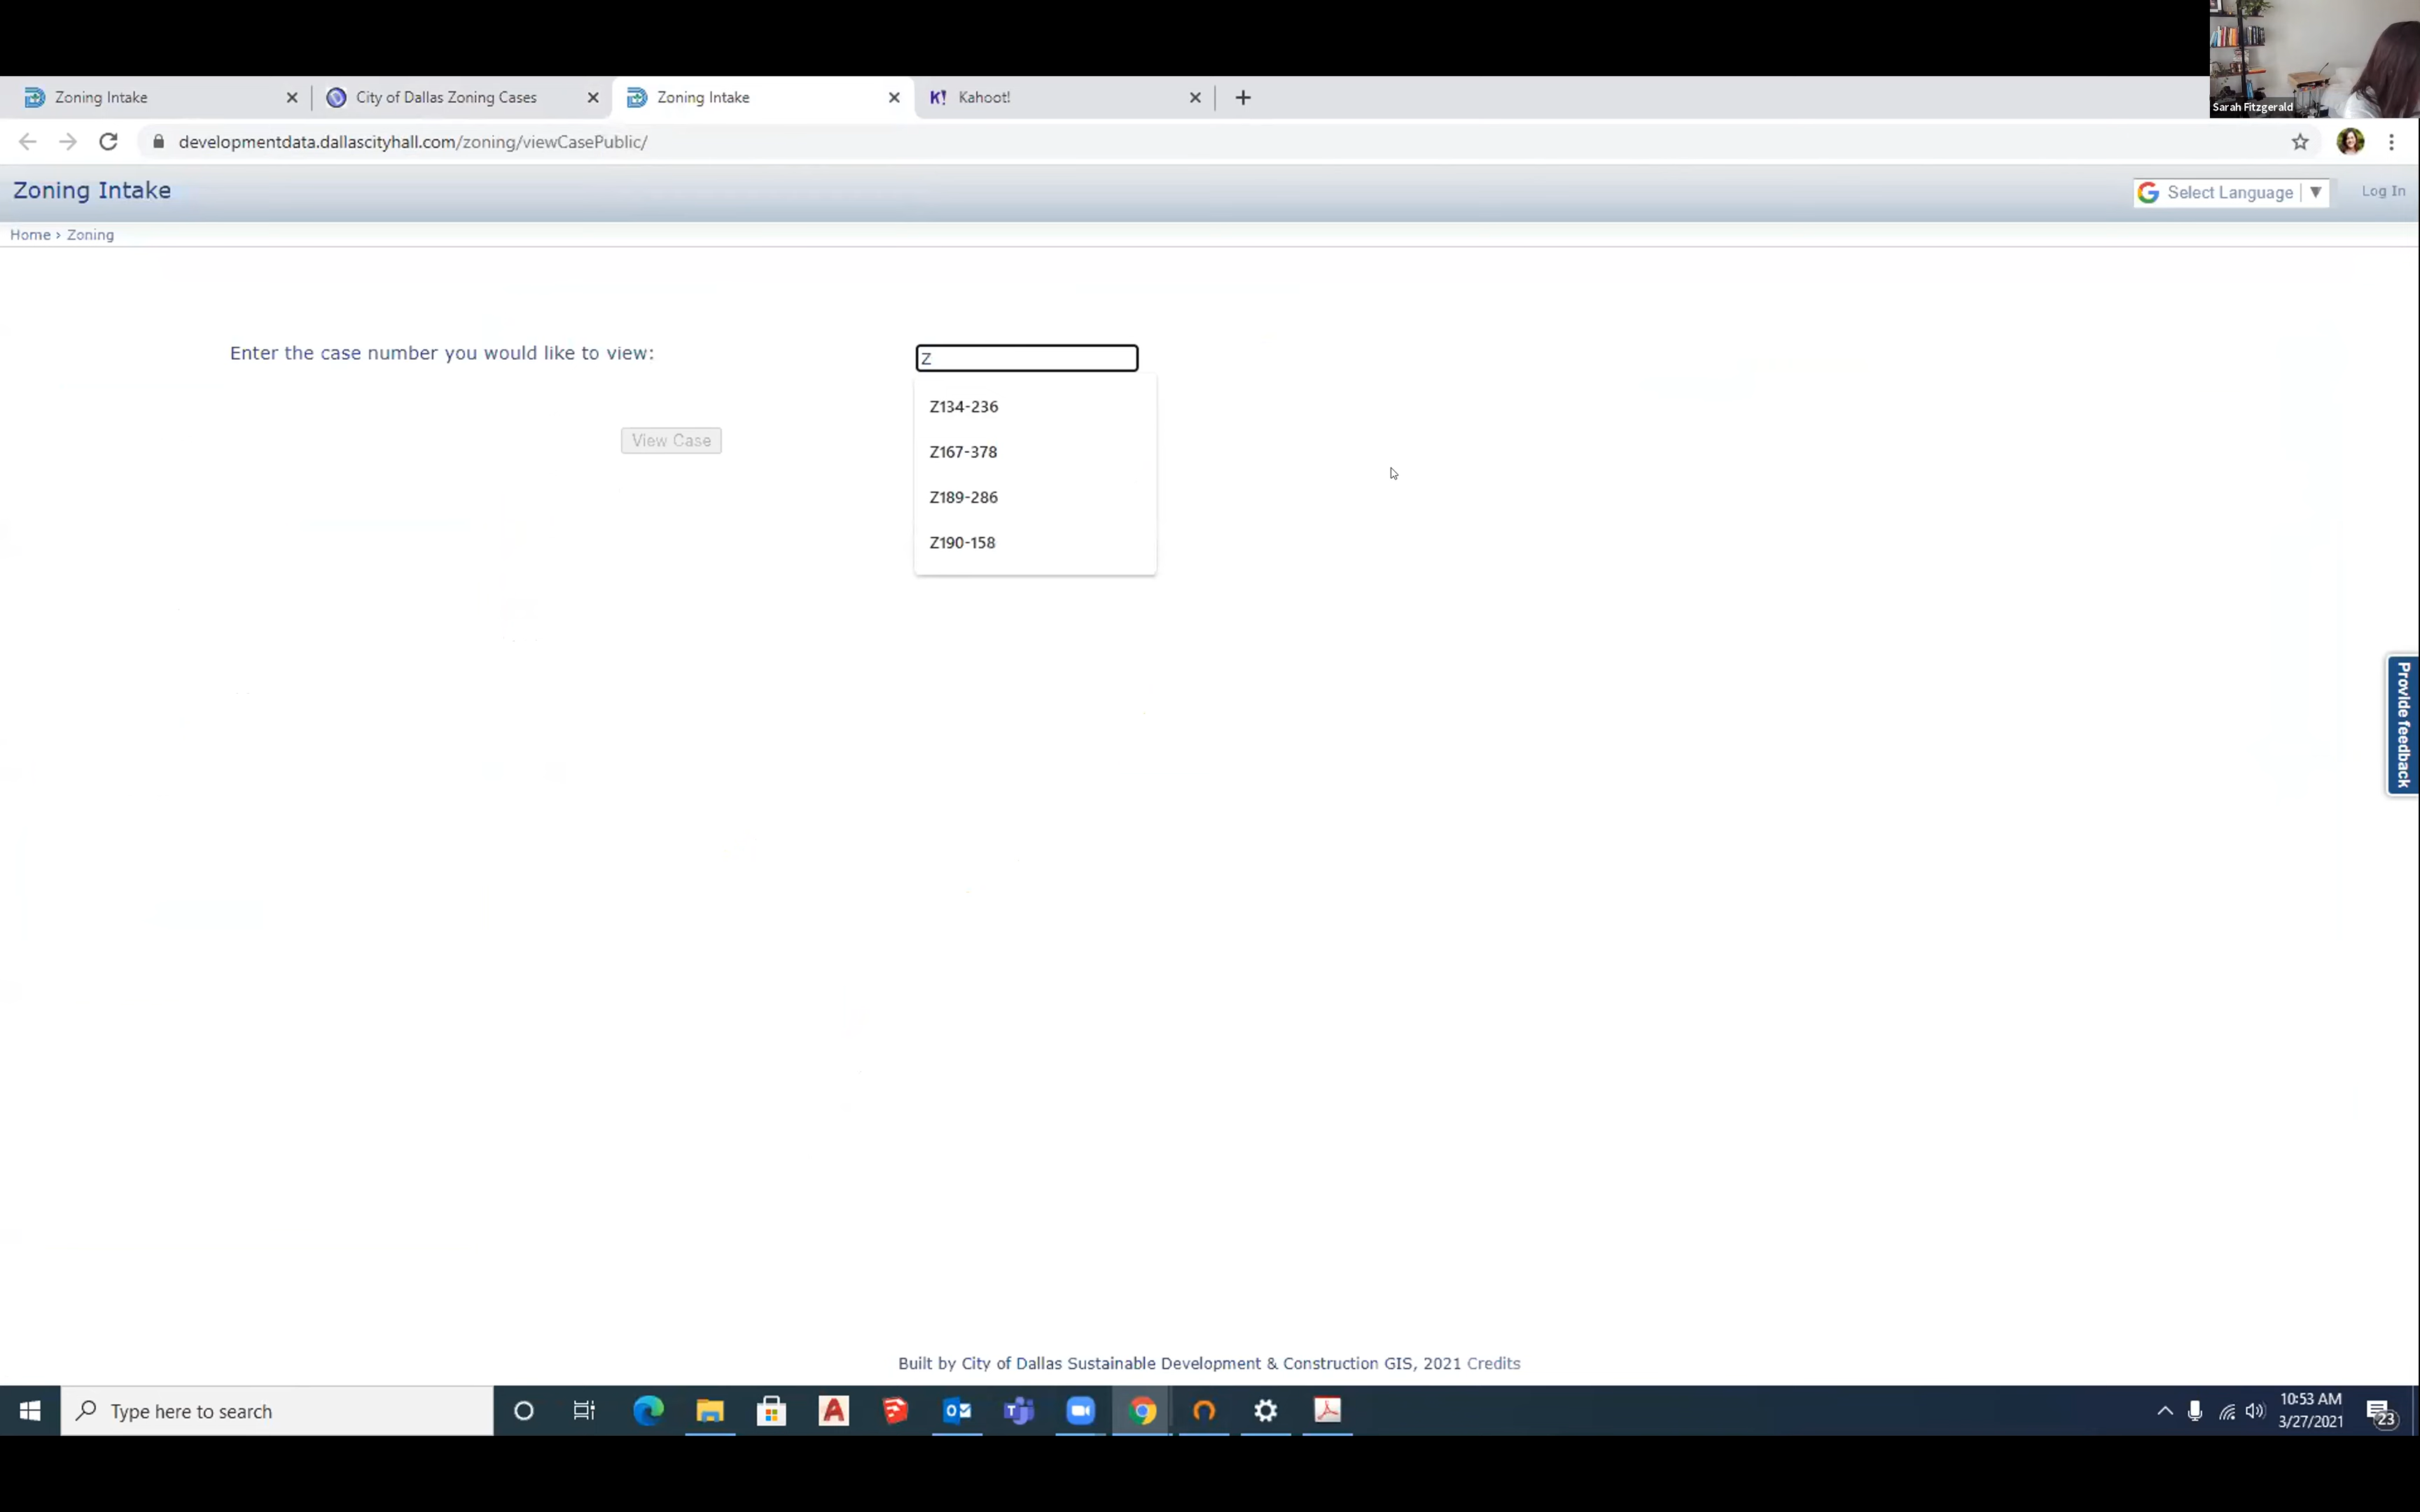 Sarah Fitzgerald
Zoning Intake
City of Dallas Zoning Cases
Zoning Intake
K! Kahoot!
developmentdata.dallascityhall.com/zoning/viewCasePublic/
Zoning Intake
G Select Language ▼
Log In
Home › Zoning
Enter the case number you would like to view:
Z
Z134-236
View Case
Z167-378
Z189-286
Z190-158
Provide feedback
Built by City of Dallas Sustainable Development & Construction GIS, 2021 Credits
Type here to search
10:53 AM
3/27/2021
23